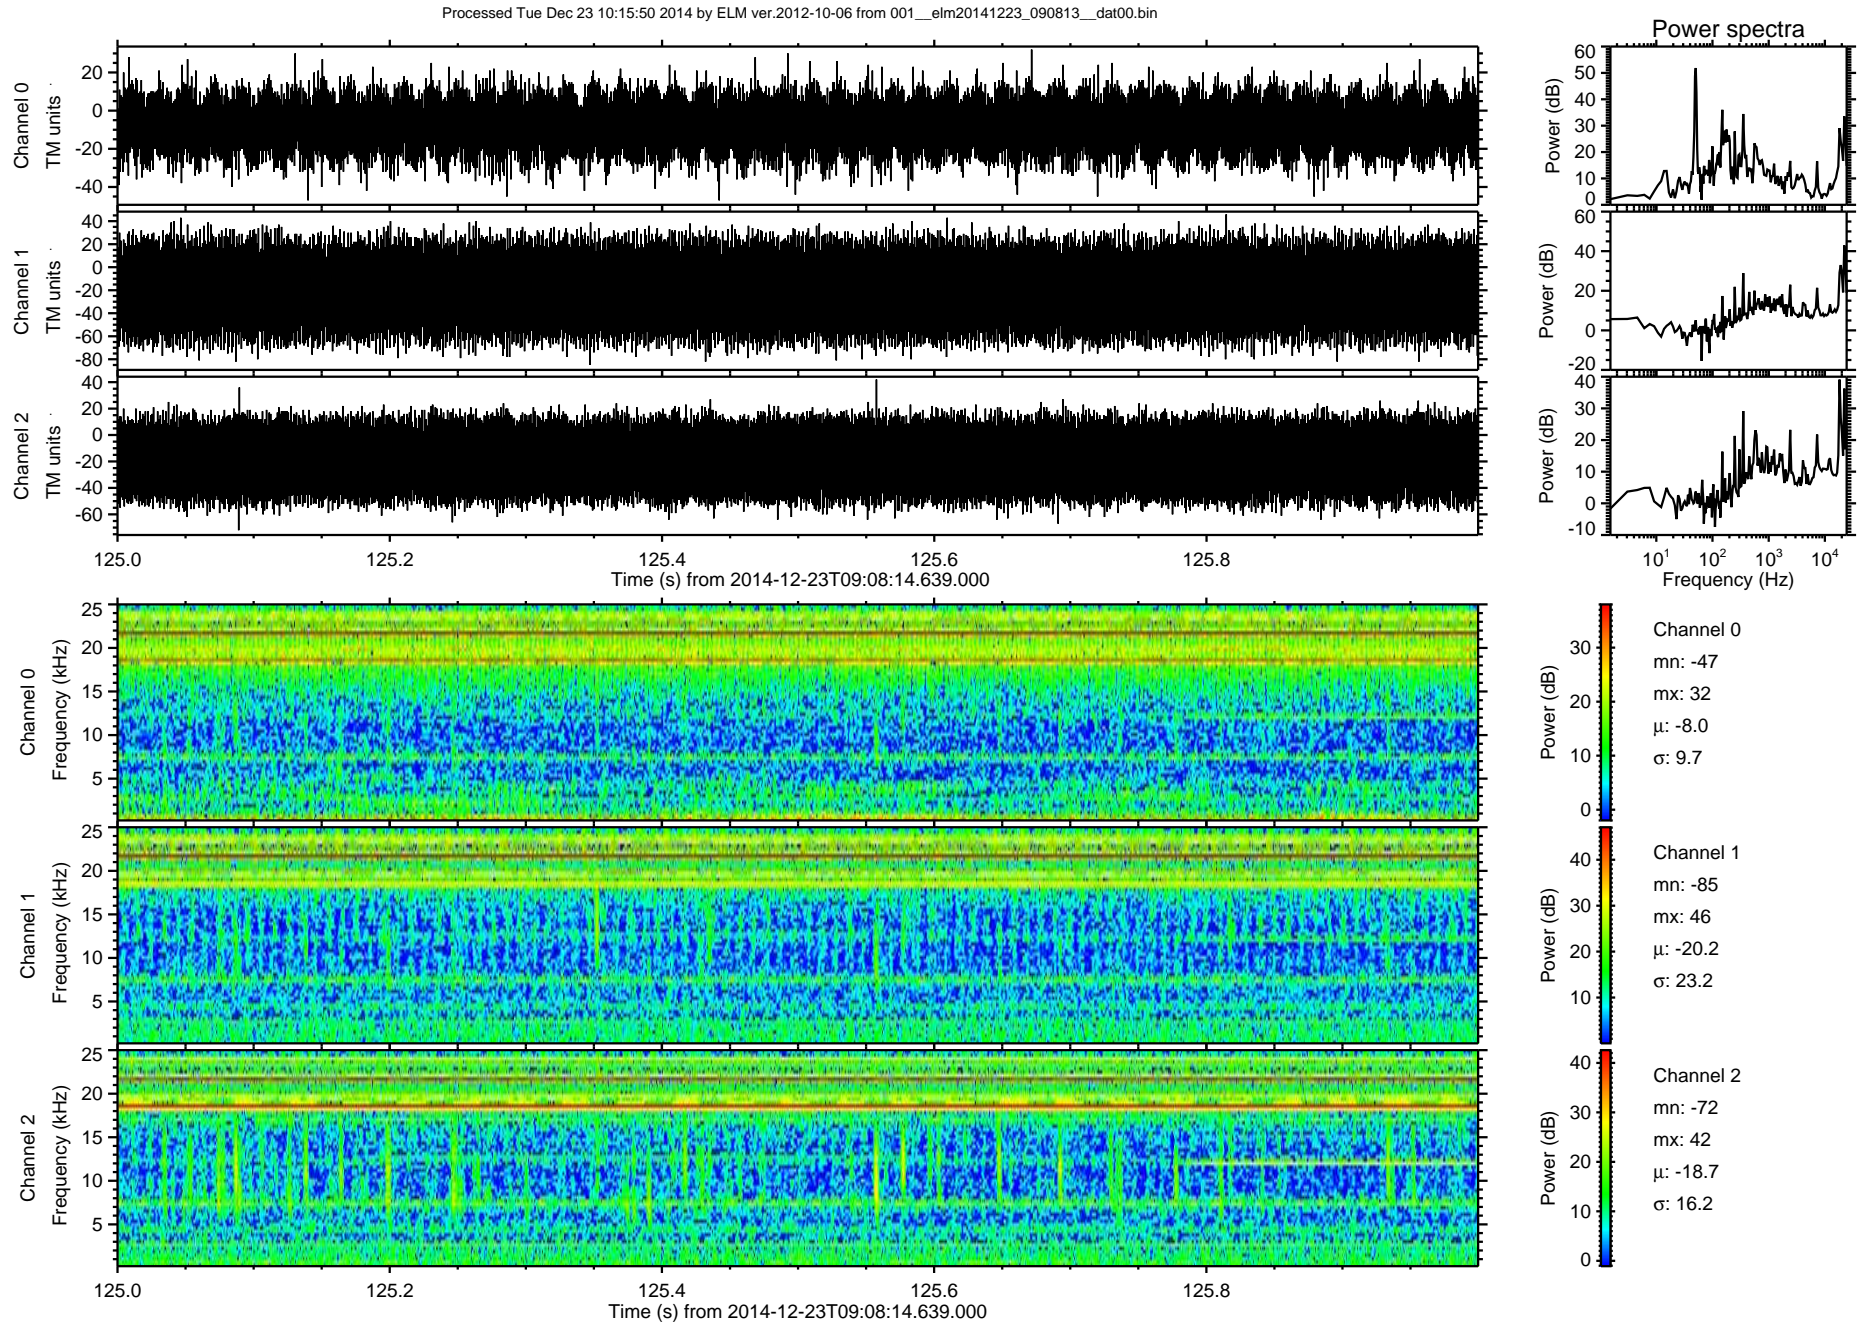 Processed Tue Dec 23 10:15:50 2014 by ELM ver.2012-10-06 from 001__elm20141223_090813__dat00.bin
Power spectra
Channel 0
TM units
20
0
-20
-40
Power (dB)
60
50
40
30
20
10
0
Channel 1
TM units
40
20
0
-20
-40
-60
-80
Power (dB)
60
40
20
0
-20
Channel 2
TM units
40
20
0
-20
-40
-60
Power (dB)
40
30
20
10
0
-10
125.0 125.2 125.4 125.6 125.8
Time (s) from 2014-12-23T09:08:14.639.000
10¹ 10² 10³ 10⁴
Frequency (Hz)
Channel 0
Frequency (kHz)
25
20
15
10
5
Power (dB)
30
20
10
0
Channel 0
mn: -47
mx: 32
μ: -8.0
σ: 9.7
Channel 1
Frequency (kHz)
25
20
15
10
5
Power (dB)
40
30
20
10
Channel 1
mn: -85
mx: 46
μ: -20.2
σ: 23.2
Channel 2
Frequency (kHz)
25
20
15
10
5
Power (dB)
40
30
20
10
0
Channel 2
mn: -72
mx: 42
μ: -18.7
σ: 16.2
125.0 125.2 125.4 125.6 125.8
Time (s) from 2014-12-23T09:08:14.639.000